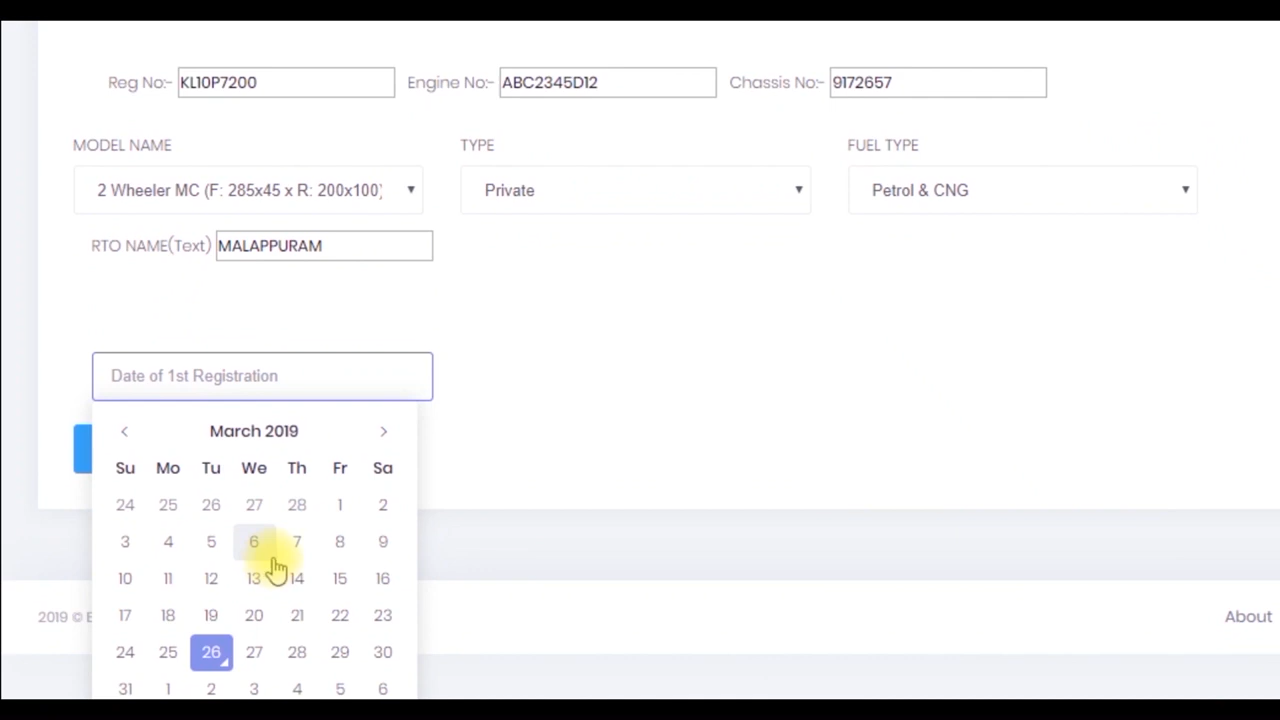 Reg No:- KL10P7200 Engine No:- ABC2345D12 Chassis No:- 9172657
MODEL NAME TYPE FUEL TYPE
2 Wheeler MC (F: 285x45 x R: 200x100) Private Petrol & CNG
RTO NAME(Text) MALAPPURAM
Date of 1st Registration
March 2019
Su Mo Tu We Th Fr Sa
24 25 26 27 28 1 2
3 4 5 6 7 8 9
10 11 12 13 14 15 16
17 18 19 20 21 22 23
2019 © About
24 25 26 27 28 29 30
31 1 2 3 4 5 6